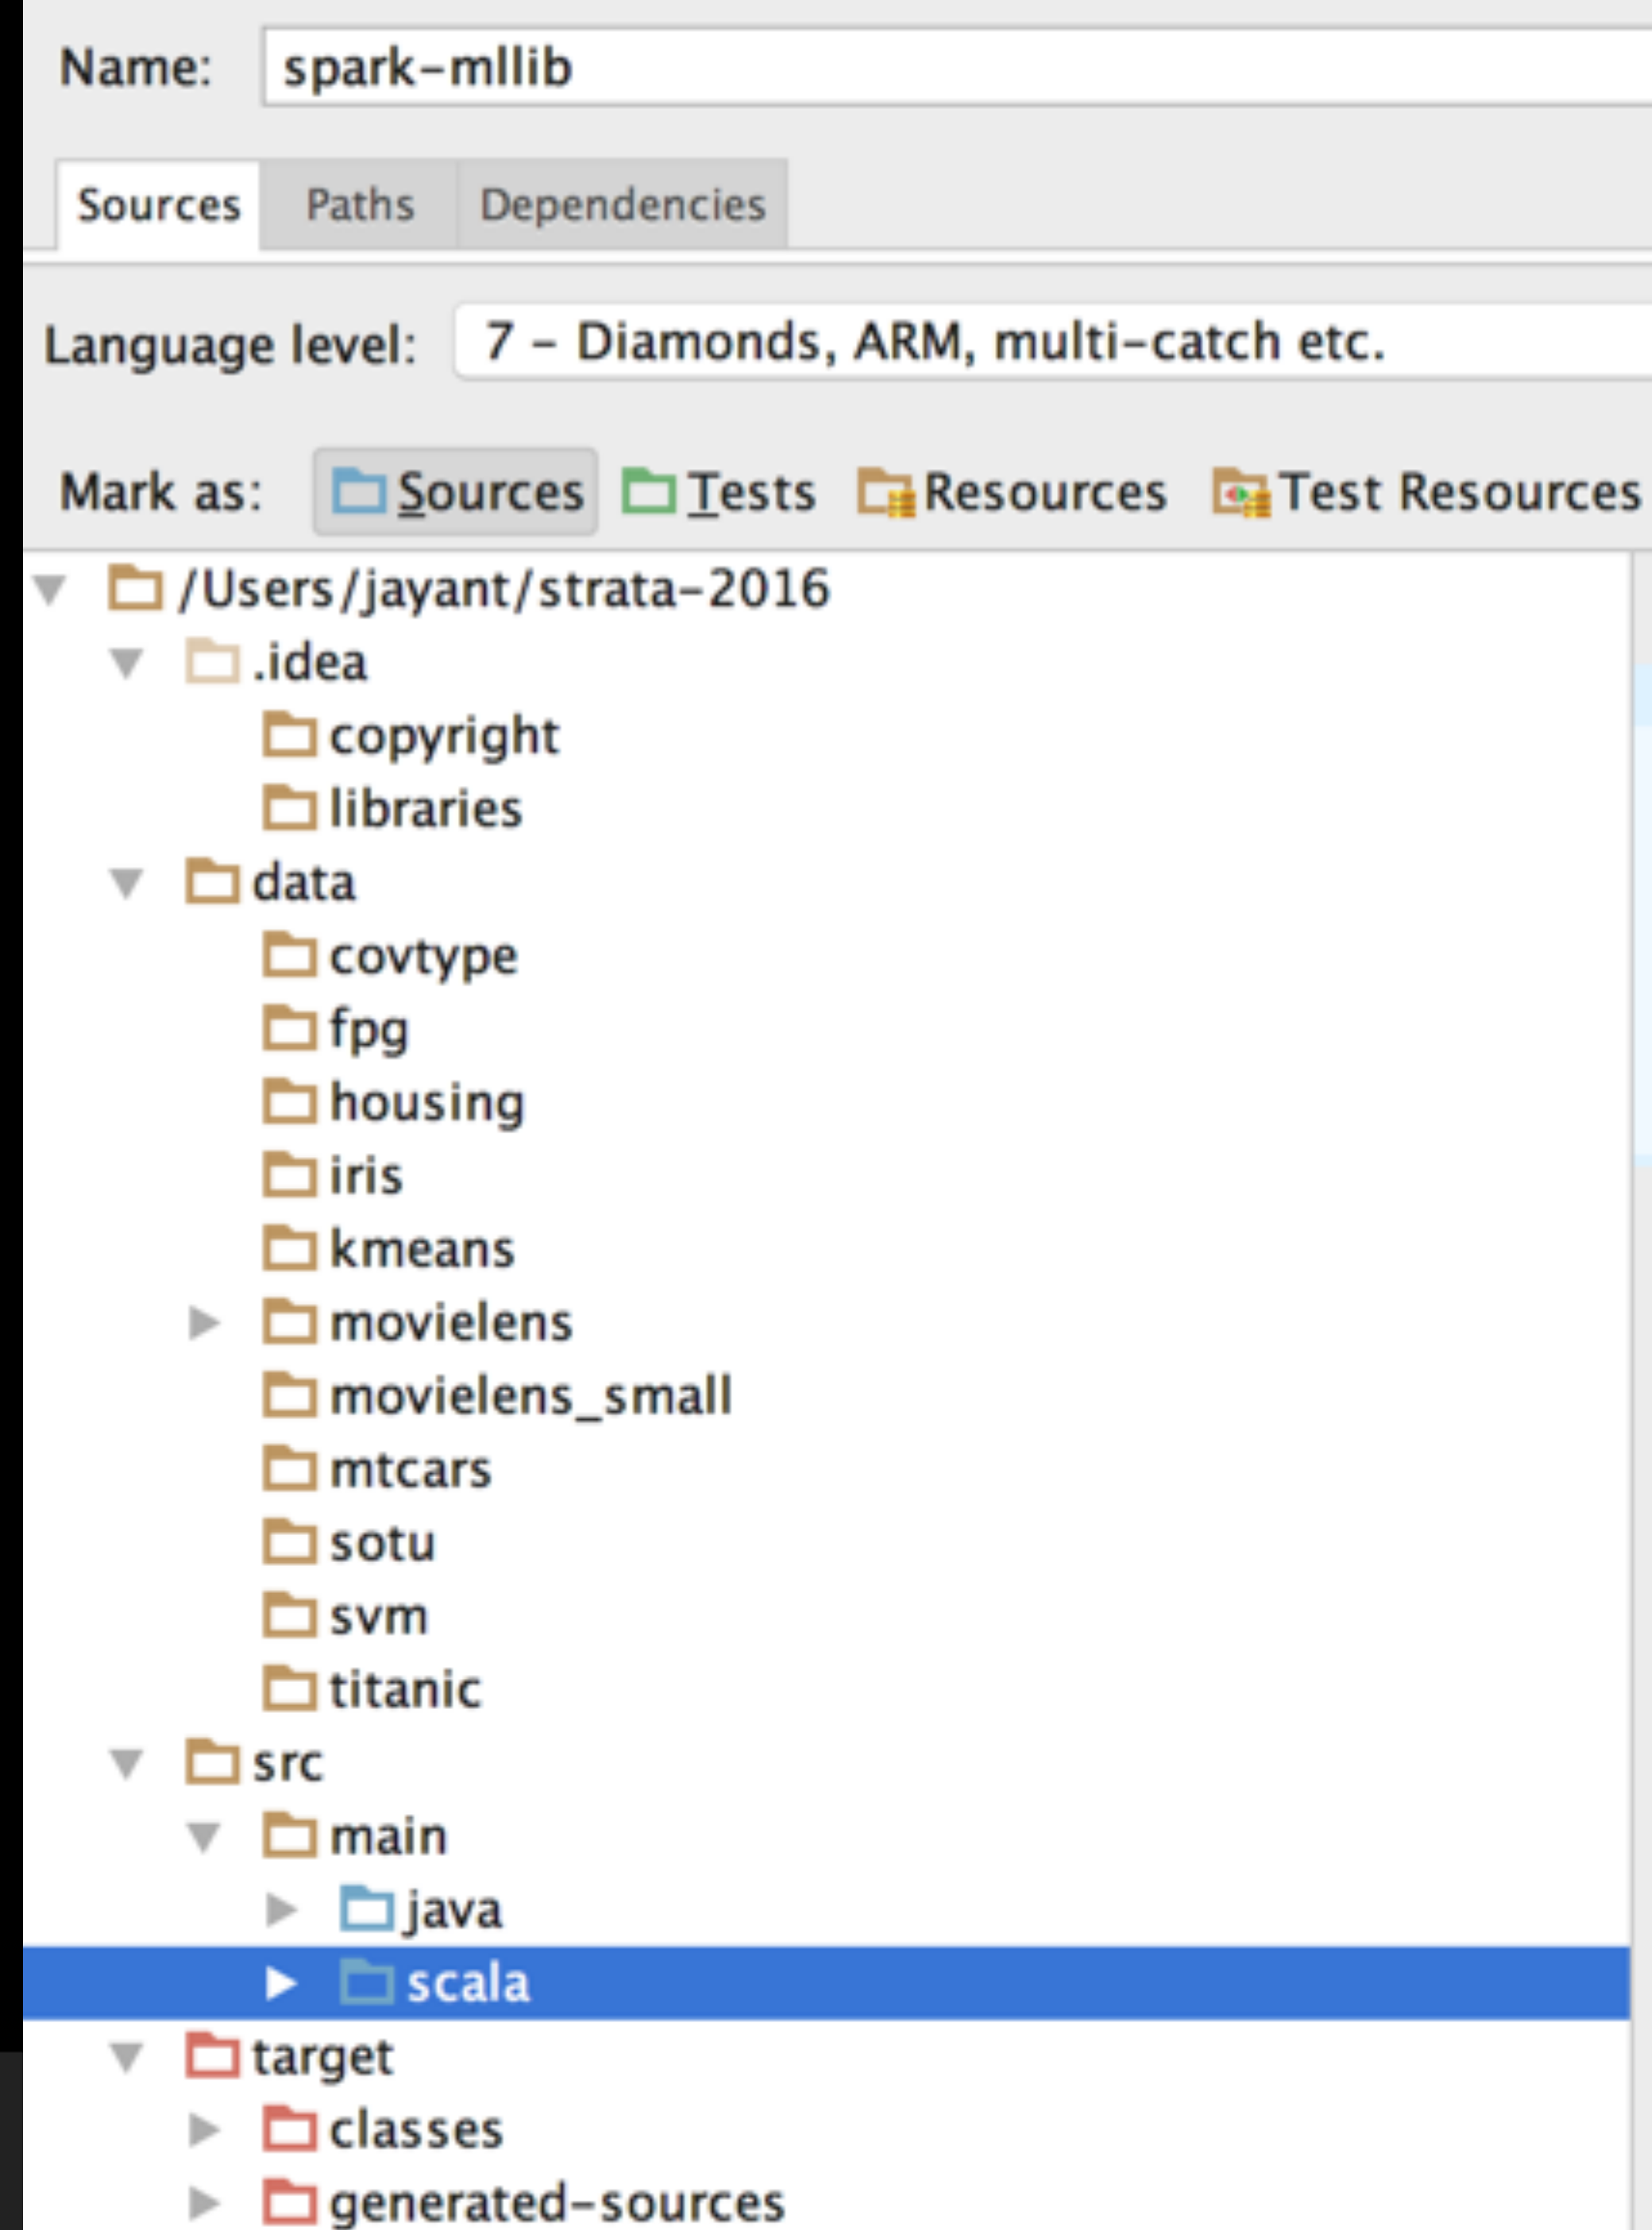 Name: spark-mllib
Sources Paths Dependencies
Language level: 7 - Diamonds, ARM, multi-catch etc.
Mark as: Sources Tests Resources Test Resources
/Users/jayant/strata-2016
.idea
copyright
libraries
data
covtype
fpg
housing
iris
kmeans
movielens
movielens_small
mtcars
sotu
svm
titanic
src
main
java
scala
target
classes
generated-sources